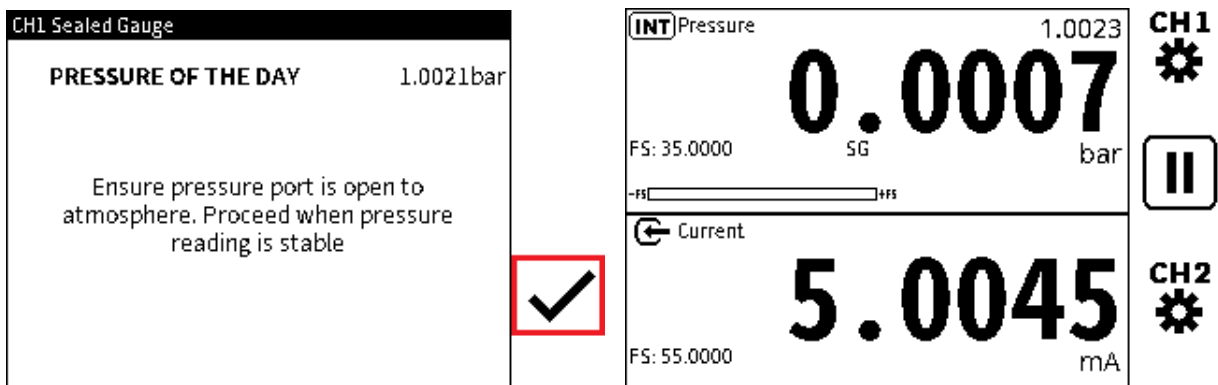 CH1 Sealed Gauge
PRESSURE OF THE DAY 1.0021bar
Ensure pressure port is open to
atmosphere. Proceed when pressure
reading is stable
INT Pressure 1.0023
0.0007
FS: 35.0000 SG bar
-FS +FS
Current
5.0045
FS: 55.0000 mA
CH1
CH2